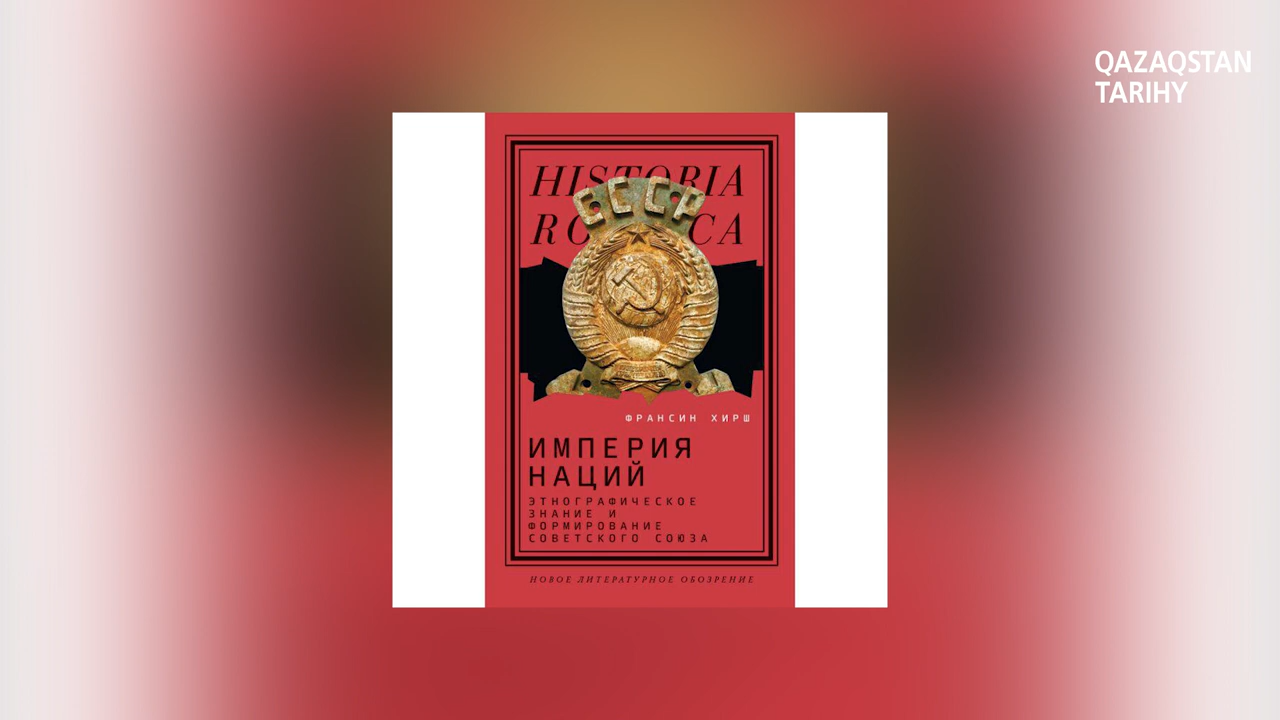 QAZAQSTAN
TARIHY
HISTORIA
СССР
ФРАНСИН ХИРШ
ИМПЕРИЯ
НАЦИЙ
ЭТНОГРАФИЧЕСКОЕ
ЗНАНИЕ И
ФОРМИРОВАНИЕ
СОВЕТСКОГО СОЮЗА
НОВОЕ ЛИТЕРАТУРНОЕ ОБОЗРЕНИЕ